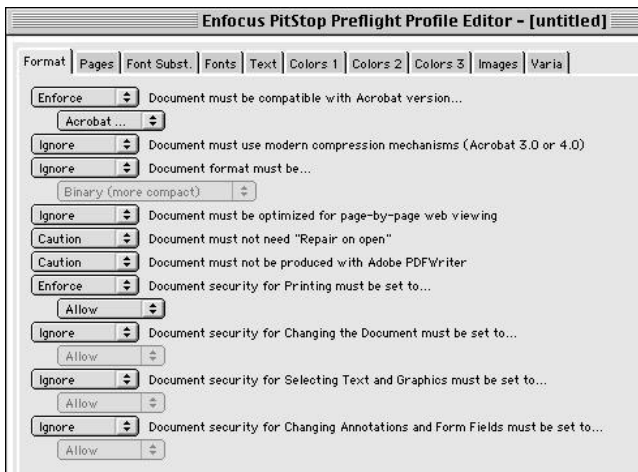 Enfocus PitStop Preflight Profile Editor - [untitled]
Format Pages Font Subst. Fonts Text Colors 1 Colors 2 Colors 3 Images Varia
Enforce Document must be compatible with Acrobat version...
Acrobat ...
Ignore Document must use modern compression mechanisms (Acrobat 3.0 or 4.0)
Ignore Document format must be...
Binary (more compact)
Ignore Document must be optimized for page-by-page web viewing
Caution Document must not need "Repair on open"
Caution Document must not be produced with Adobe PDFWriter
Enforce Document security for Printing must be set to...
Allow
Ignore Document security for Changing the Document must be set to...
Allow
Ignore Document security for Selecting Text and Graphics must be set to...
Allow
Ignore Document security for Changing Annotations and Form Fields must be set to...
Allow